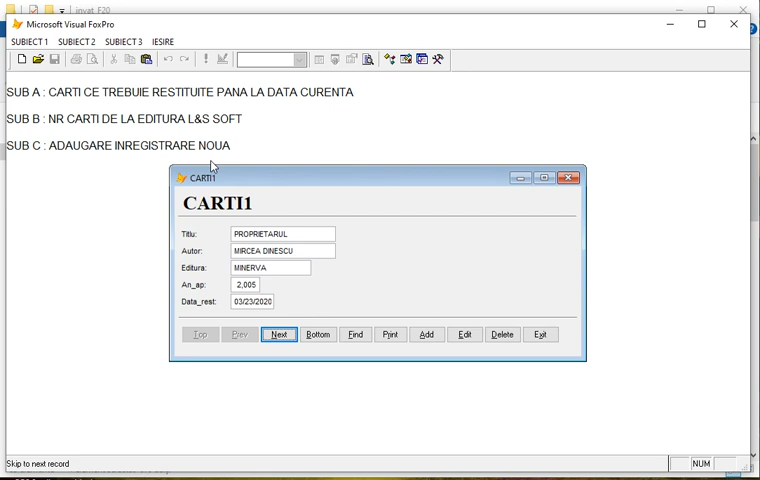 invat_F20
Microsoft Visual FoxPro
SUBIECT 1 SUBIECT 2 SUBIECT 3 IESIRE
SUB A : CARTI CE TREBUIE RESTITUITE PANA LA DATA CURENTA
SUB B : NR CARTI DE LA EDITURA L&S SOFT
SUB C : ADAUGARE INREGISTRARE NOUA
CARTI1
CARTI1
Titlu: PROPRIETARUL
Autor: MIRCEA DINESCU
Editura: MINERVA
An_ap: 2,005
Data_rest: 03/23/2020
Top Prev Next Bottom Find Print Add Edit Delete Exit
Skip to next record NUM